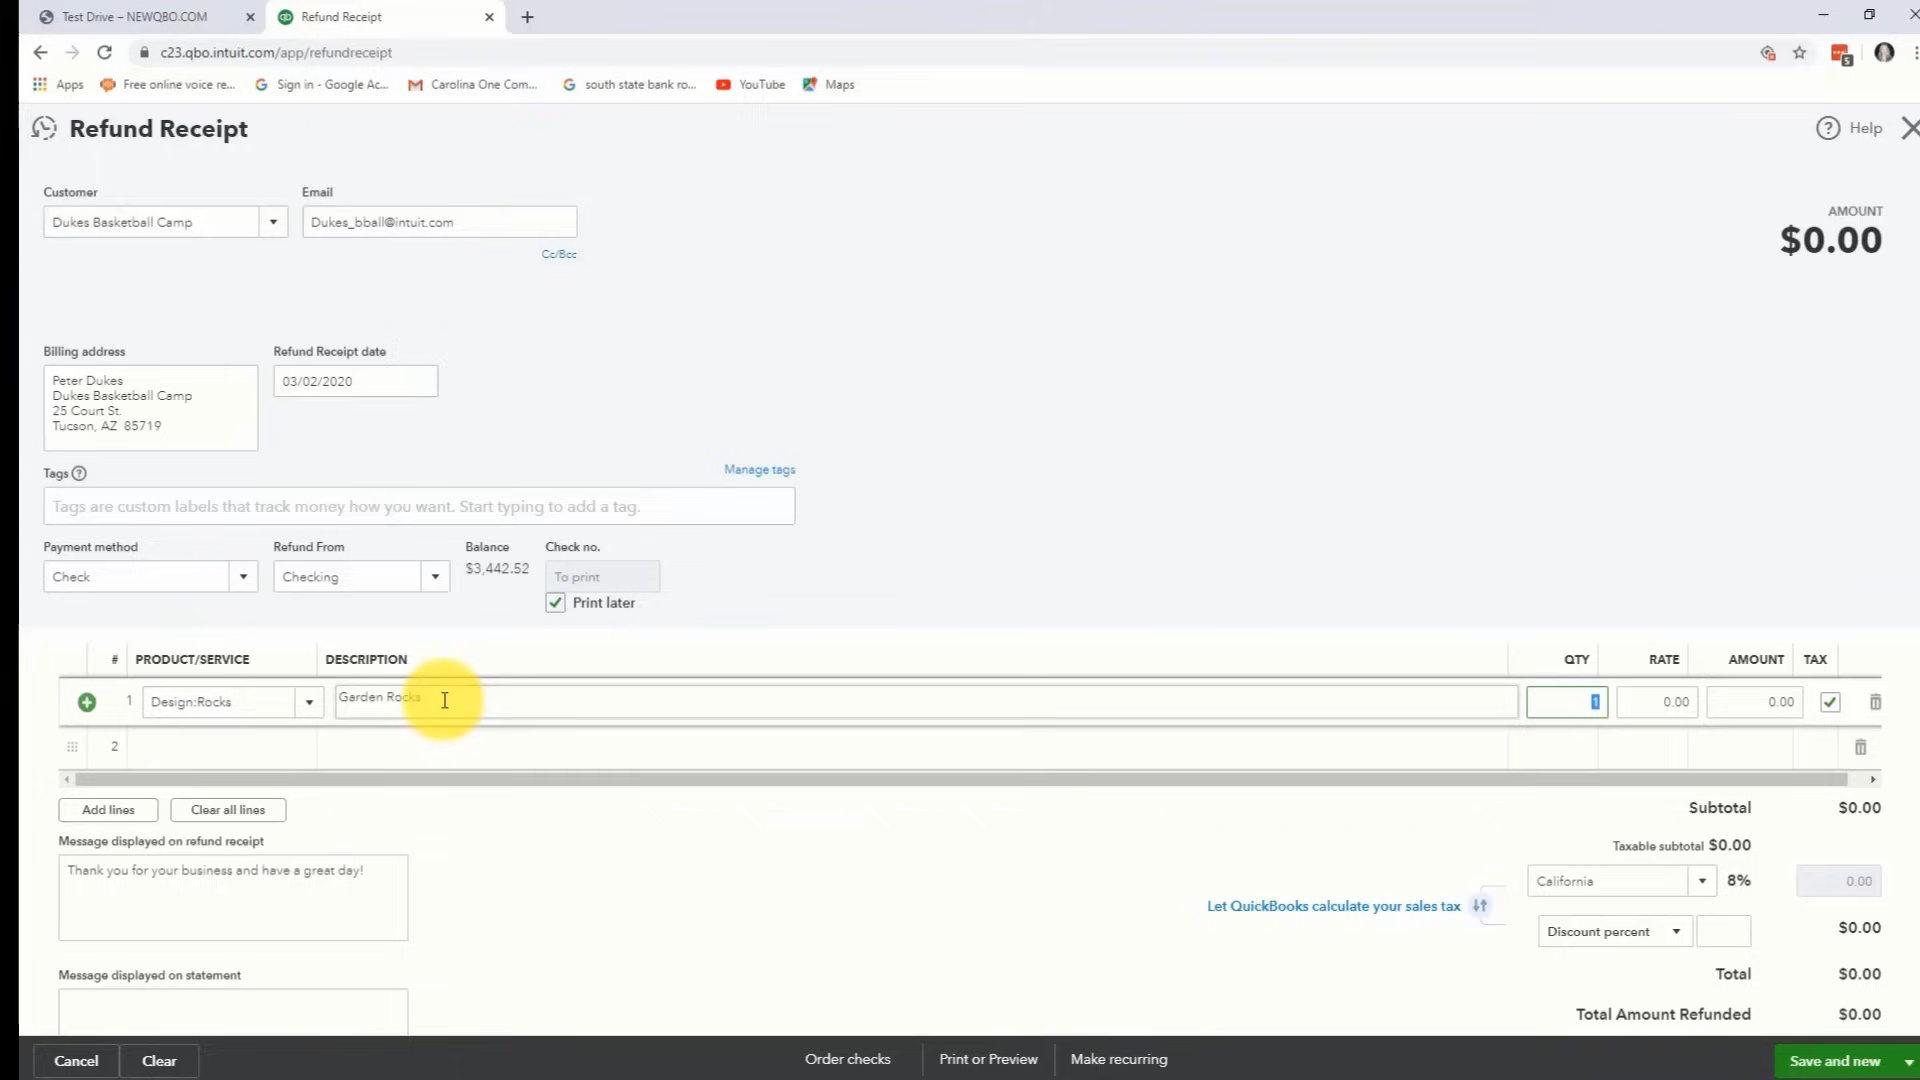 Test Drive – NEWQBO.COM
Refund Receipt
c23.qbo.intuit.com/app/refundreceipt
5
Apps
Free online voice re...
Sign in - Google Ac...
Carolina One Com...
south state bank ro...
YouTube
Maps
Refund Receipt
? Help
Customer
Email
Dukes Basketball Camp
Dukes_bball@intuit.com
Cc/Bcc
AMOUNT
$0.00
Billing address
Refund Receipt date
Peter Dukes
Dukes Basketball Camp
25 Court St.
Tucson, AZ 85719
03/02/2020
Tags ?
Manage tags
Tags are custom labels that track money how you want. Start typing to add a tag.
Payment method
Refund From
Balance
Check no.
Check
Checking
$3,442.52
To print
Print later
# PRODUCT/SERVICE DESCRIPTION QTY RATE AMOUNT TAX
1 Design:Rocks Garden Rocks 1 0.00 0.00
2
Add lines
Clear all lines
Subtotal $0.00
Message displayed on refund receipt
Taxable subtotal $0.00
Thank you for your business and have a great day!
California 8% 0.00
Let QuickBooks calculate your sales tax
Discount percent $0.00
Message displayed on statement
Total $0.00
Total Amount Refunded $0.00
Cancel
Clear
Order checks
Print or Preview
Make recurring
Save and new